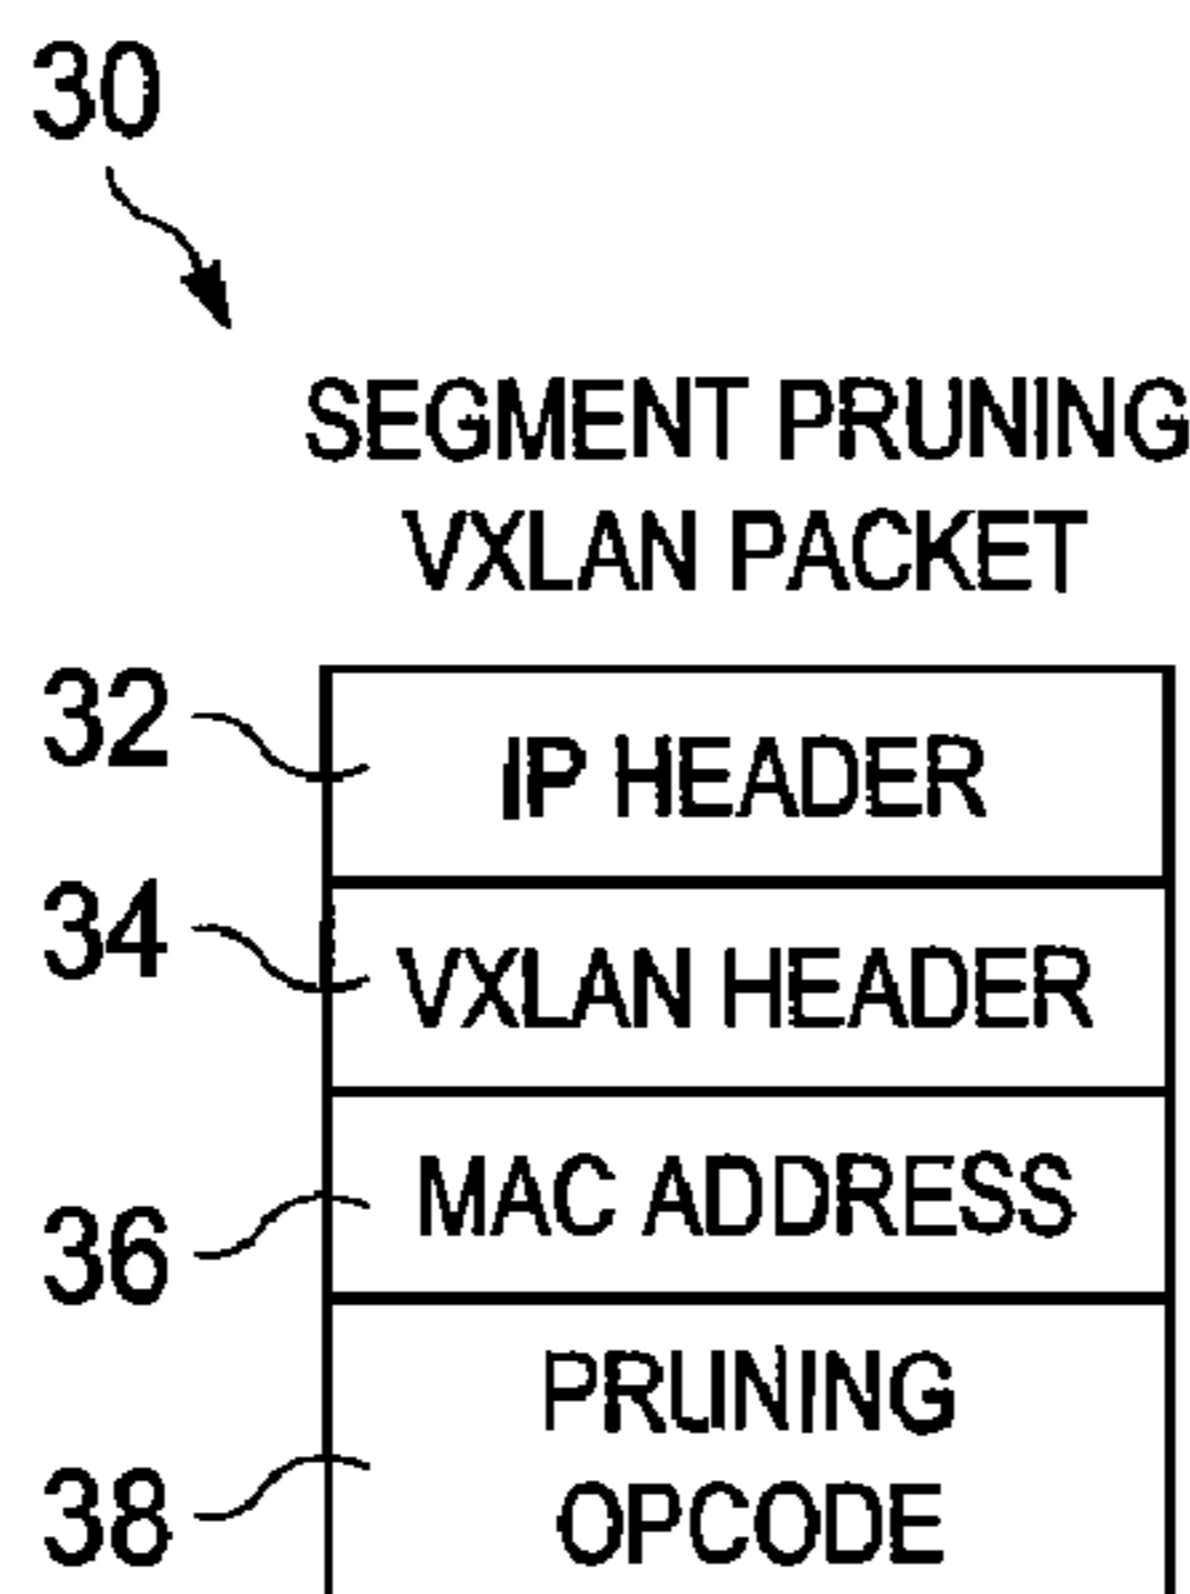 30
SEGMENT PRUNING
VXLAN PACKET
32
IP HEADER
34
VXLAN HEADER
36
MAC ADDRESS
38
PRUNING
OPCODE